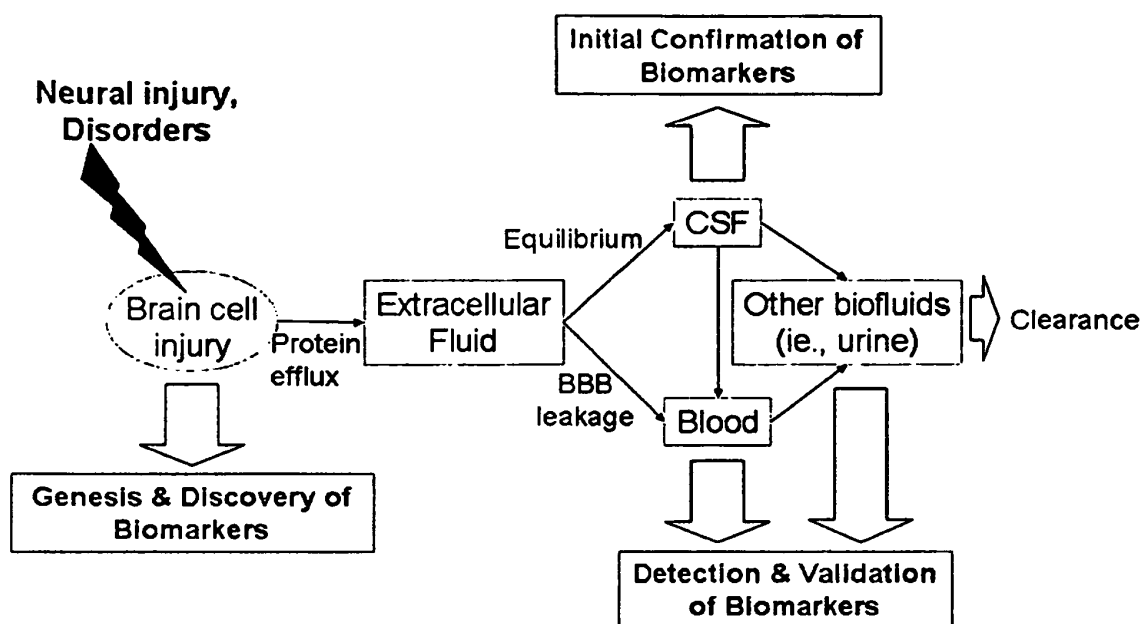 Initial Confirmation of
Biomarkers
Neural injury,
Disorders
CSF
Equilibrium
Brain cell
injury
Protein
efflux
Extracellular
Fluid
Other biofluids
(ie., urine)
Clearance
BBB
leakage
Blood
Genesis & Discovery of
Biomarkers
Detection & Validation
of Biomarkers